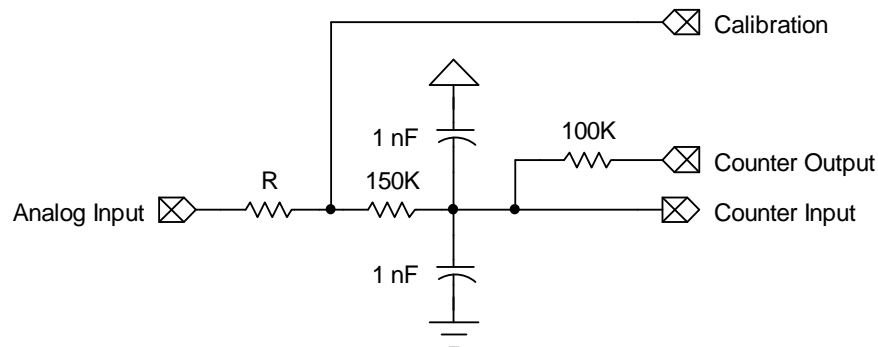 Calibration
1 nF
100K
Counter Output
R
150K
Analog Input
Counter Input
1 nF